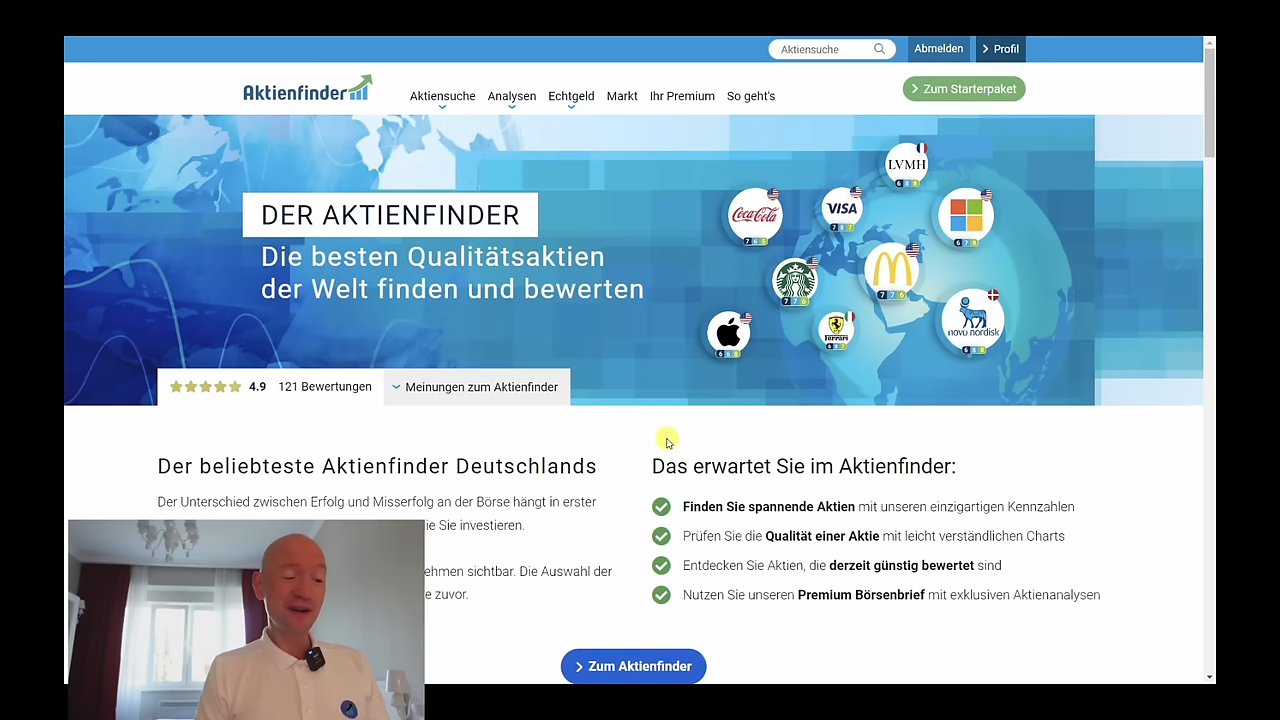 Aktiensuche
Abmelden
Profil
Aktienfinder
Aktiensuche Analysen Echtgeld Markt Ihr Premium So geht's
Zum Starterpaket
DER AKTIENFINDER
Die besten Qualitätsaktien
der Welt finden und bewerten
LVMH
Coca-Cola
VISA
Ferrari
novo nordisk
4.9 121 Bewertungen
Meinungen zum Aktienfinder
Der beliebteste Aktienfinder Deutschlands
Der Unterschied zwischen Erfolg und Misserfolg an der Börse hängt in erster
ie Sie investieren.
ehmen sichtbar. Die Auswahl der
e zuvor.
Das erwartet Sie im Aktienfinder:
Finden Sie spannende Aktien mit unseren einzigartigen Kennzahlen
Prüfen Sie die Qualität einer Aktie mit leicht verständlichen Charts
Entdecken Sie Aktien, die derzeit günstig bewertet sind
Nutzen Sie unseren Premium Börsenbrief mit exklusiven Aktienanalysen
Zum Aktienfinder